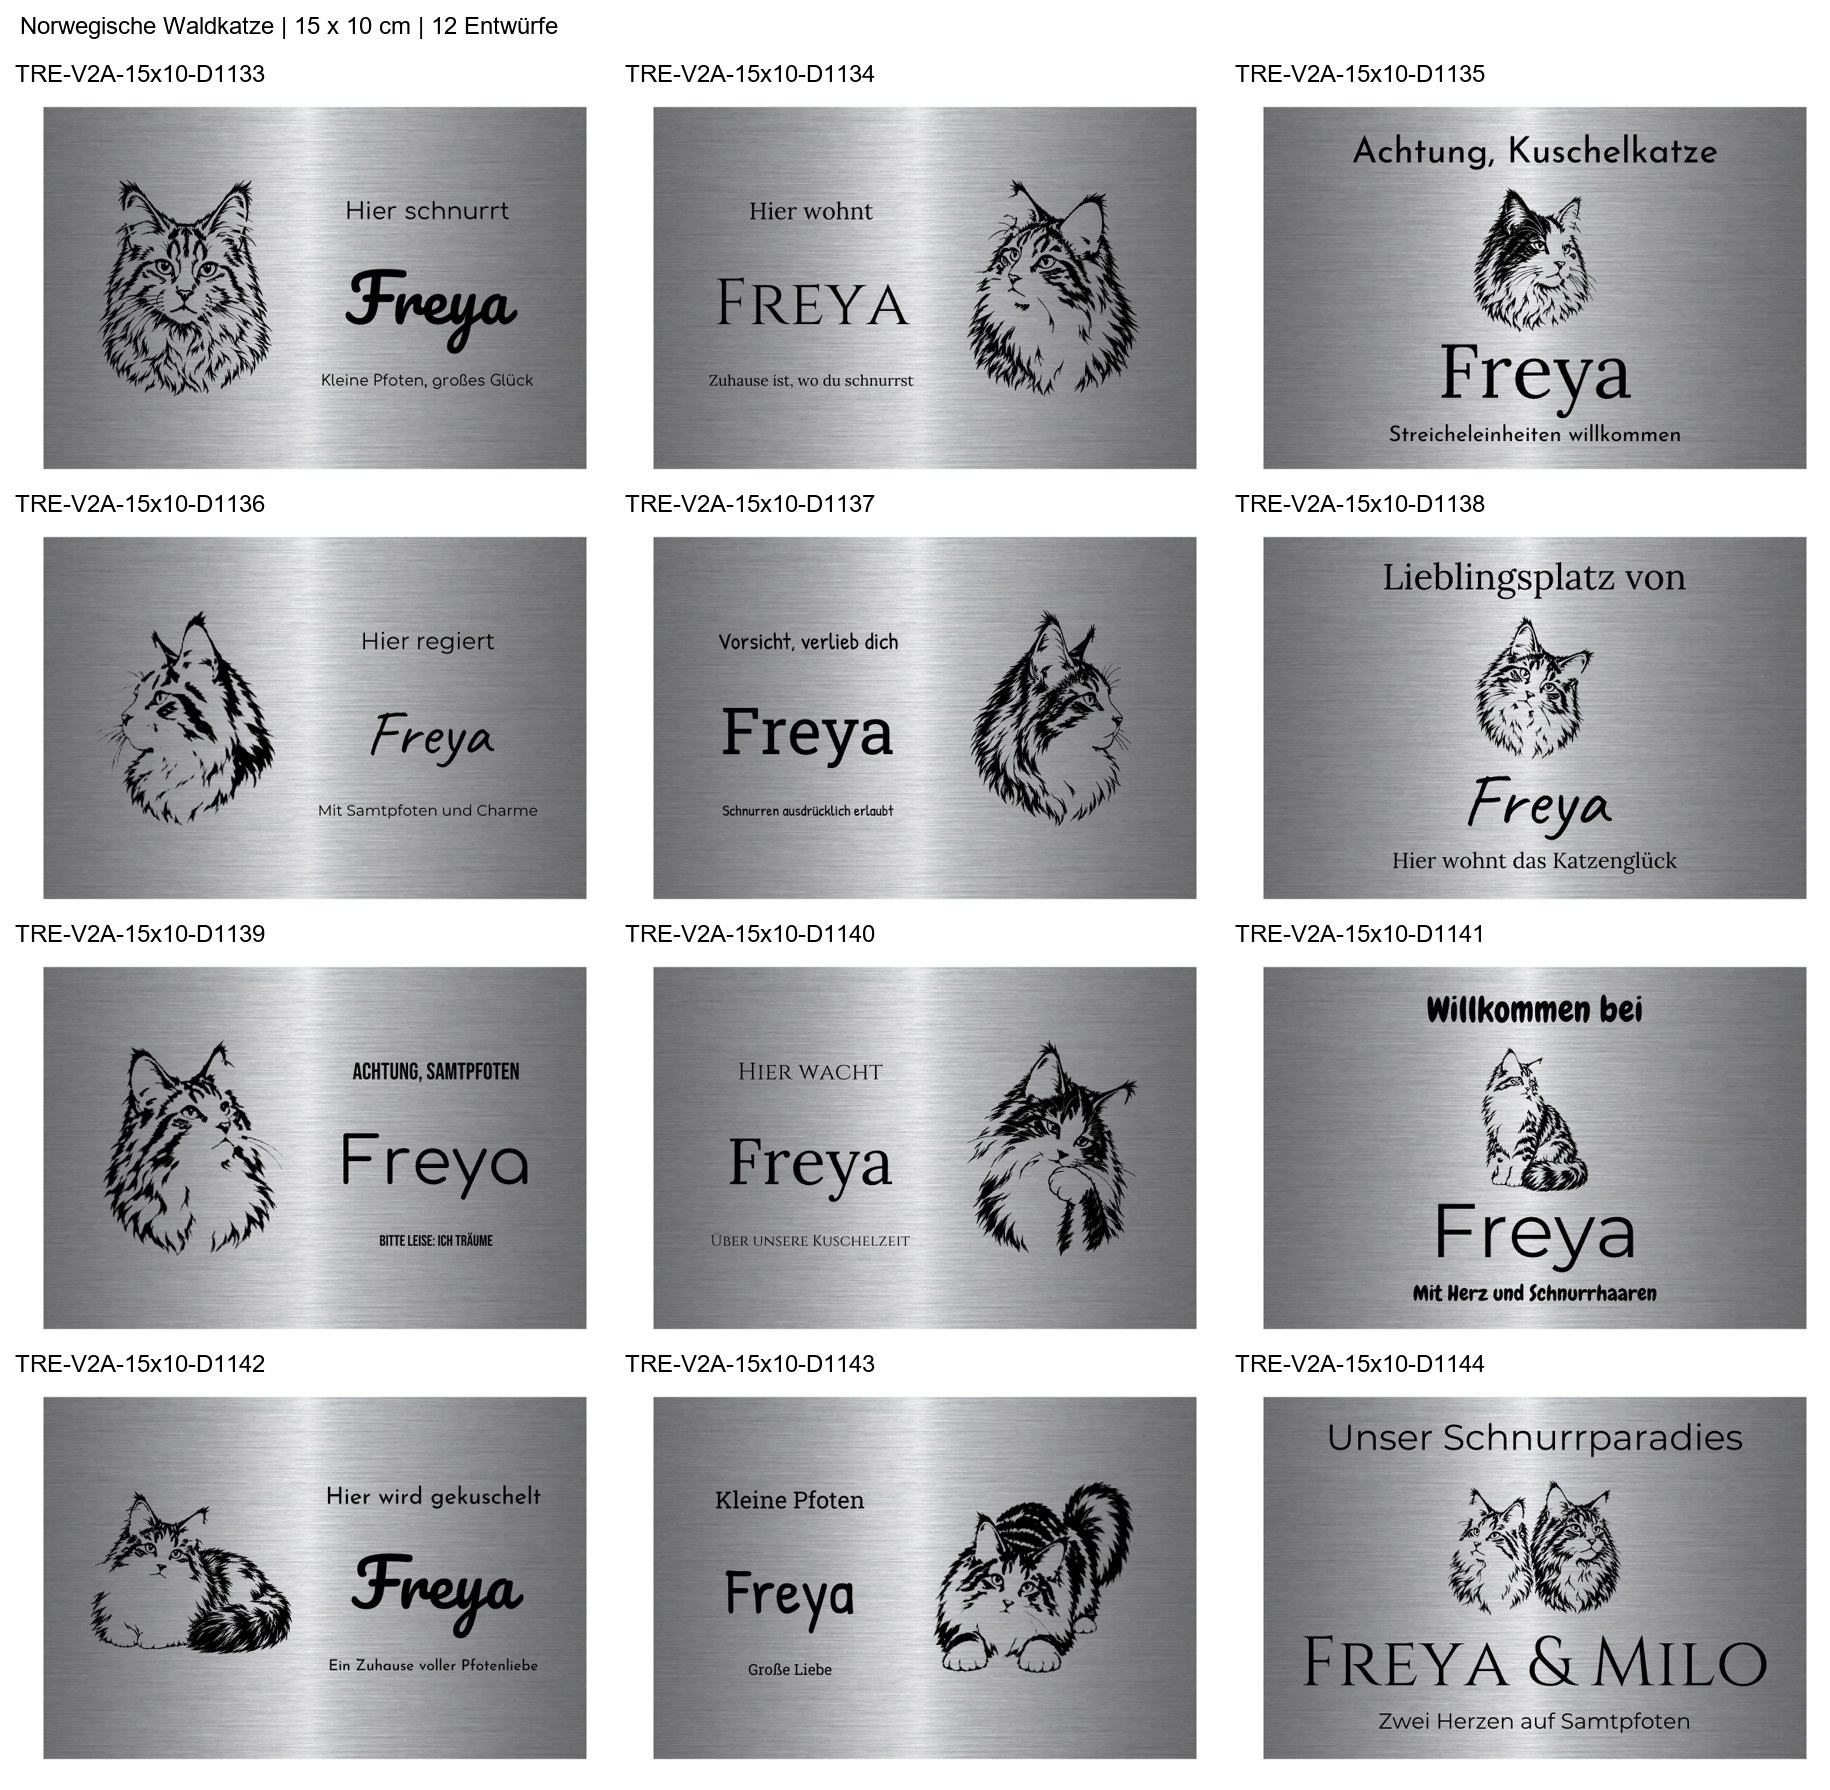 Norwegische Waldkatze | 15 x 10 cm | 12 Entwürfe
TRE-V2A-15x10-D1133
Hier schnurrt
Freya
Kleine Pfoten, großes Glück
TRE-V2A-15x10-D1134
Hier wohnt
FREYA
Zuhause ist, wo du schnurrst
TRE-V2A-15x10-D1135
Achtung, Kuschelkatze
Freya
Streicheleinheiten willkommen
TRE-V2A-15x10-D1136
Hier regiert
Freya
Mit Samtpfoten und Charme
TRE-V2A-15x10-D1137
Vorsicht, verlieb dich
Freya
Schnurren ausdrücklich erlaubt
TRE-V2A-15x10-D1138
Lieblingsplatz von
Freya
Hier wohnt das Katzenglück
TRE-V2A-15x10-D1139
ACHTUNG, SAMTPFOTEN
Freya
BITTE LEISE: ICH TRÄUME
TRE-V2A-15x10-D1140
HIER WACHT
Freya
ÜBER UNSERE KUSCHELZEIT
TRE-V2A-15x10-D1141
Willkommen bei
Freya
Mit Herz und Schnurrhaaren
TRE-V2A-15x10-D1142
Hier wird gekuschelt
Freya
Ein Zuhause voller Pfotenliebe
TRE-V2A-15x10-D1143
Kleine Pfoten
Freya
Große Liebe
TRE-V2A-15x10-D1144
Unser Schnurrparadies
FREYA & MILO
Zwei Herzen auf Samtpfoten